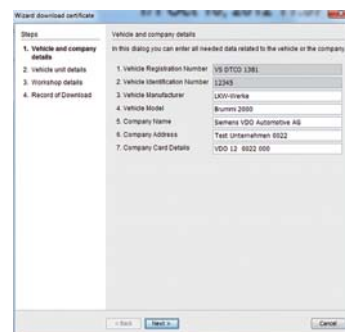 Wizard download certificate
Steps
1. Vehicle and company details
2. Vehicle unit details
3. Workshop details
4. Record of Download
Vehicle and company details
In this dialog you can enter all needed data related to the vehicle or the company
1. Vehicle Registration Number VS DTCO 1381
2. Vehicle Identification Number 12345
3. Vehicle Manufacturer LKW-Werke
4. Vehicle Model Brummi 2000
5. Company Name Siemens VDO Automotive AG
6. Company Address Test Unternehmen 0022
7. Company Card Details VDO 12 0022 000
< Back Next > Cancel